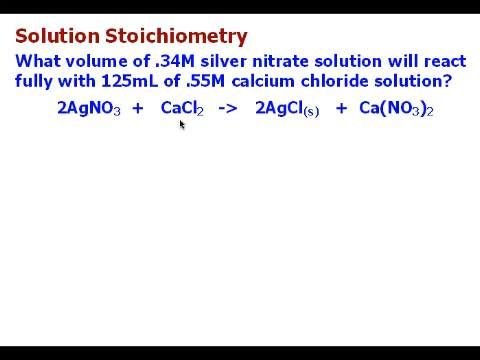 Solution Stoichiometry
What volume of .34M silver nitrate solution will react
fully with 125mL of .55M calcium chloride solution?
2AgNO₃ + CaCl₂ -> 2AgCl₍s₎ + Ca(NO₃)₂